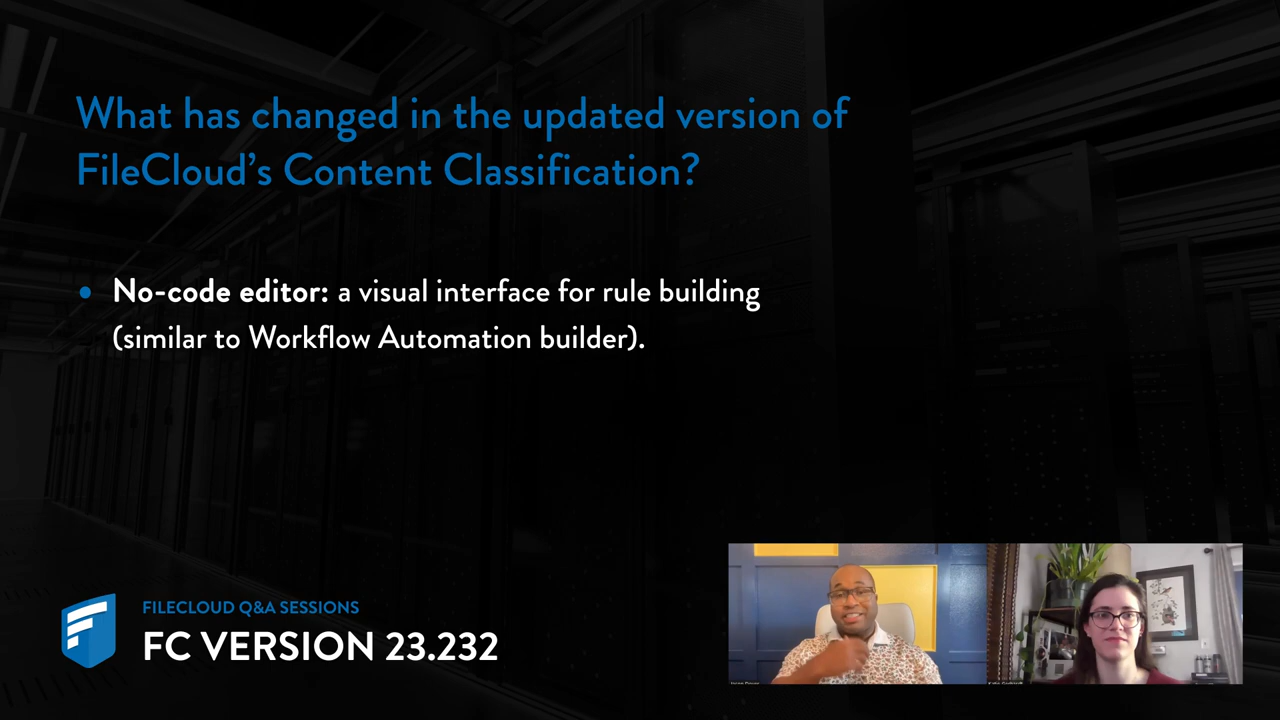 What has changed in the updated version of
FileCloud's Content Classification?
• No-code editor: a visual interface for rule building
(similar to Workflow Automation builder).
FILECLOUD Q&A SESSIONS
FC VERSION 23.232